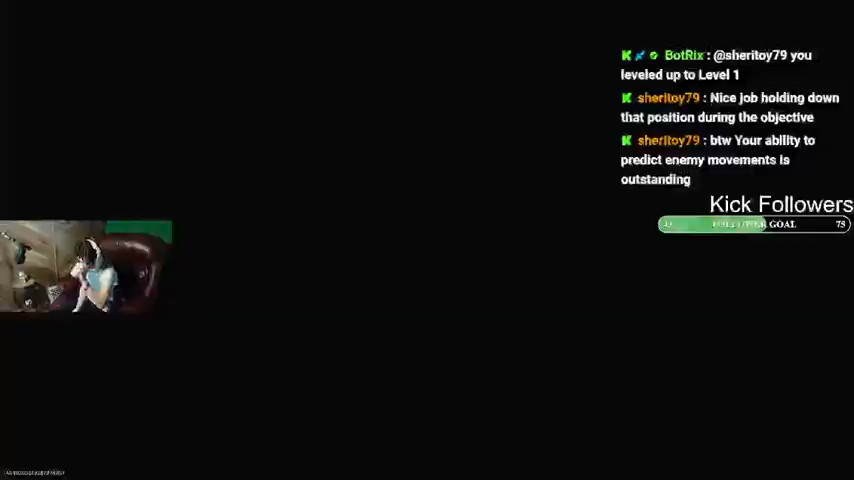 BotRix : @sheritoy79 you
leveled up to Level 1
sheritoy79 : Nice job holding down
that position during the objective
sheritoy79 : btw Your ability to
predict enemy movements is
outstanding
Kick Followers
GOAL 75